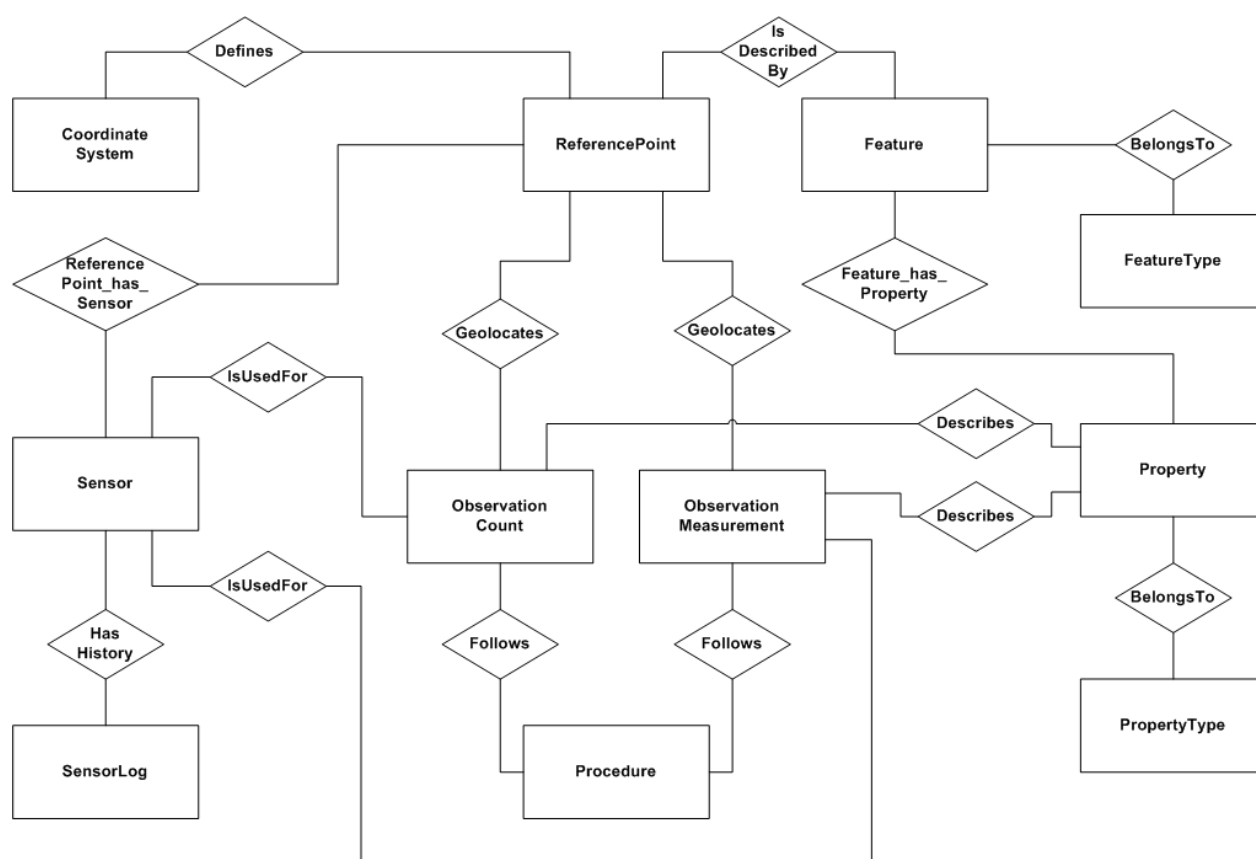 Defines
Is
Described
By
Coordinate
System
ReferencePoint
Feature
BelongsTo
Reference
Point_has_
Sensor
Feature_has_
Property
FeatureType
Geolocates
Geolocates
IsUsedFor
Describes
Sensor
Observation
Count
Observation
Measurement
Property
Describes
IsUsedFor
BelongsTo
Has
History
Follows
Follows
SensorLog
Procedure
PropertyType